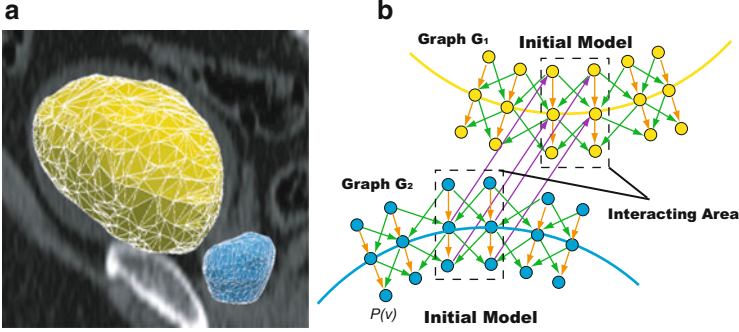 a
b
Graph G₁
Initial Model
Graph G₂
Interacting Area
P(v)
Initial Model